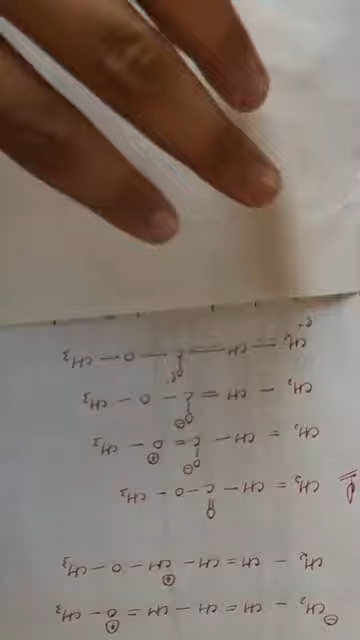 ⊖ ⊕
CH₂ – CH = CH – CH = O – CH₃
⊕
CH₂ – CH = CH – CH – O – CH₃
O
CH₂ = CH – C – O – CH₃
O⊖ ⊕
CH₂ = CH – C = O – CH₃
O⊖
CH₂ – CH = C – O – CH₃
CH₂ = CH = C – O – CH₃